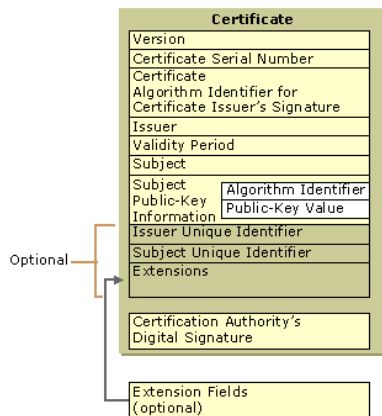 Certificate
Version
Certificate Serial Number
Certificate
Algorithm Identifier for
Certificate Issuer's Signature
Issuer
Validity Period
Subject
Subject
Public-Key
Information
Algorithm Identifier
Public-Key Value
Optional
Issuer Unique Identifier
Subject Unique Identifier
Extensions
Certification Authority's
Digital Signature
Extension Fields
(optional)